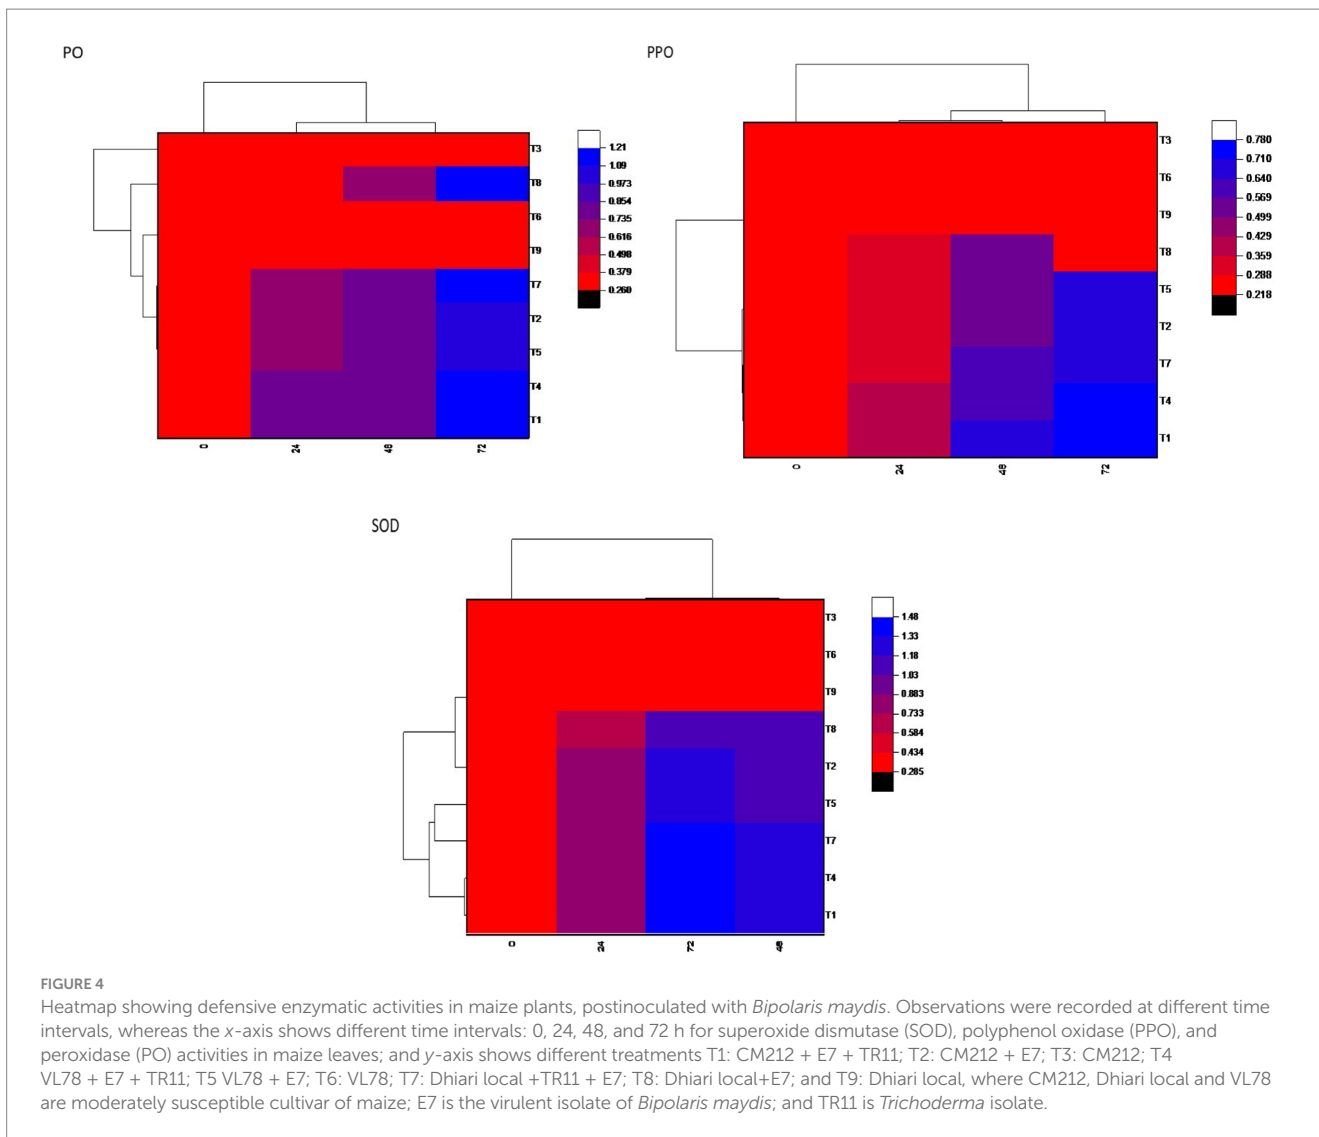 PO
1.21
1.09
0.973
0.854
0.735
0.616
0.498
0.379
0.260
T3
T8
T6
T9
T7
T2
T5
T4
T1
0 24 48 72
PPO
0.780
0.710
0.640
0.569
0.499
0.429
0.359
0.288
0.218
T3
T6
T9
T8
T5
T2
T7
T4
T1
0 24 48 72
SOD
1.48
1.33
1.18
1.03
0.883
0.733
0.584
0.434
0.285
T3
T6
T9
T8
T2
T5
T7
T4
T1
0 24 72 48
FIGURE 4
Heatmap showing defensive enzymatic activities in maize plants, postinoculated with Bipolaris maydis. Observations were recorded at different time
intervals, whereas the x-axis shows different time intervals: 0, 24, 48, and 72 h for superoxide dismutase (SOD), polyphenol oxidase (PPO), and
peroxidase (PO) activities in maize leaves; and y-axis shows different treatments T1: CM212 + E7 + TR11; T2: CM212 + E7; T3: CM212; T4
VL78 + E7 + TR11; T5 VL78 + E7; T6: VL78; T7: Dhiari local +TR11 + E7; T8: Dhiari local+E7; and T9: Dhiari local, where CM212, Dhiari local and VL78
are moderately susceptible cultivar of maize; E7 is the virulent isolate of Bipolaris maydis; and TR11 is Trichoderma isolate.